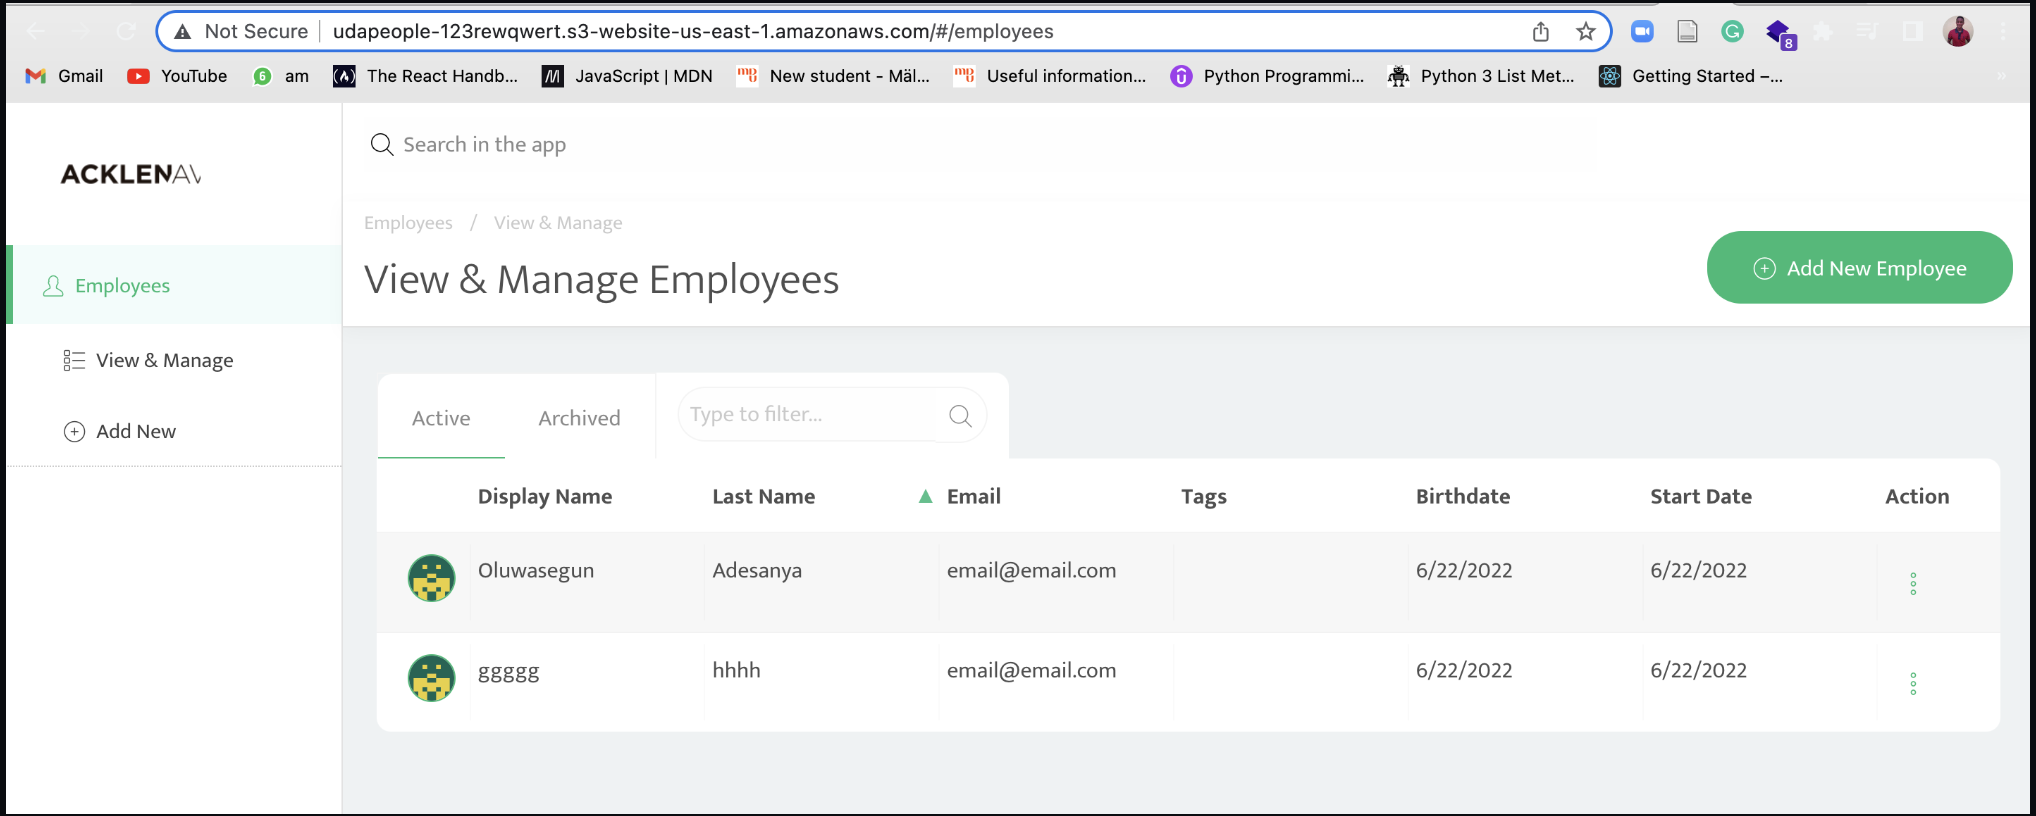 Not Secure udapeople-123rewqwert.s3-website-us-east-1.amazonaws.com/#/employees
8
Gmail YouTube 6 am The React Handb... JavaScript | MDN New student - Mäl... Useful information... Python Programmi... Python 3 List Met... Getting Started –...
Search in the app
ACKLENAV
Employees / View & Manage
View & Manage Employees
Add New Employee
Employees
View & Manage
Add New
Active Archived Type to filter...
Display Name Last Name Email Tags Birthdate Start Date Action
Oluwasegun Adesanya email@email.com 6/22/2022 6/22/2022
ggggg hhhh email@email.com 6/22/2022 6/22/2022